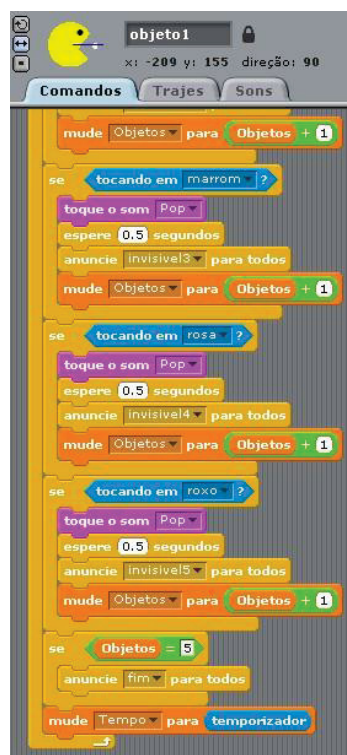 objeto1
x: -209 y: 155 direção: 90
Comandos Trajes Sons
mude Objetos para Objetos + 1
se tocando em marrom ?
toque o som Pop
espere 0.5 segundos
anuncie invisivel3 para todos
mude Objetos para Objetos + 1
se tocando em rosa ?
toque o som Pop
espere 0.5 segundos
anuncie invisivel4 para todos
mude Objetos para Objetos + 1
se tocando em roxo ?
toque o som Pop
espere 0.5 segundos
anuncie invisivel5 para todos
mude Objetos para Objetos + 1
se Objetos = 5
anuncie fim para todos
mude Tempo para temporizador